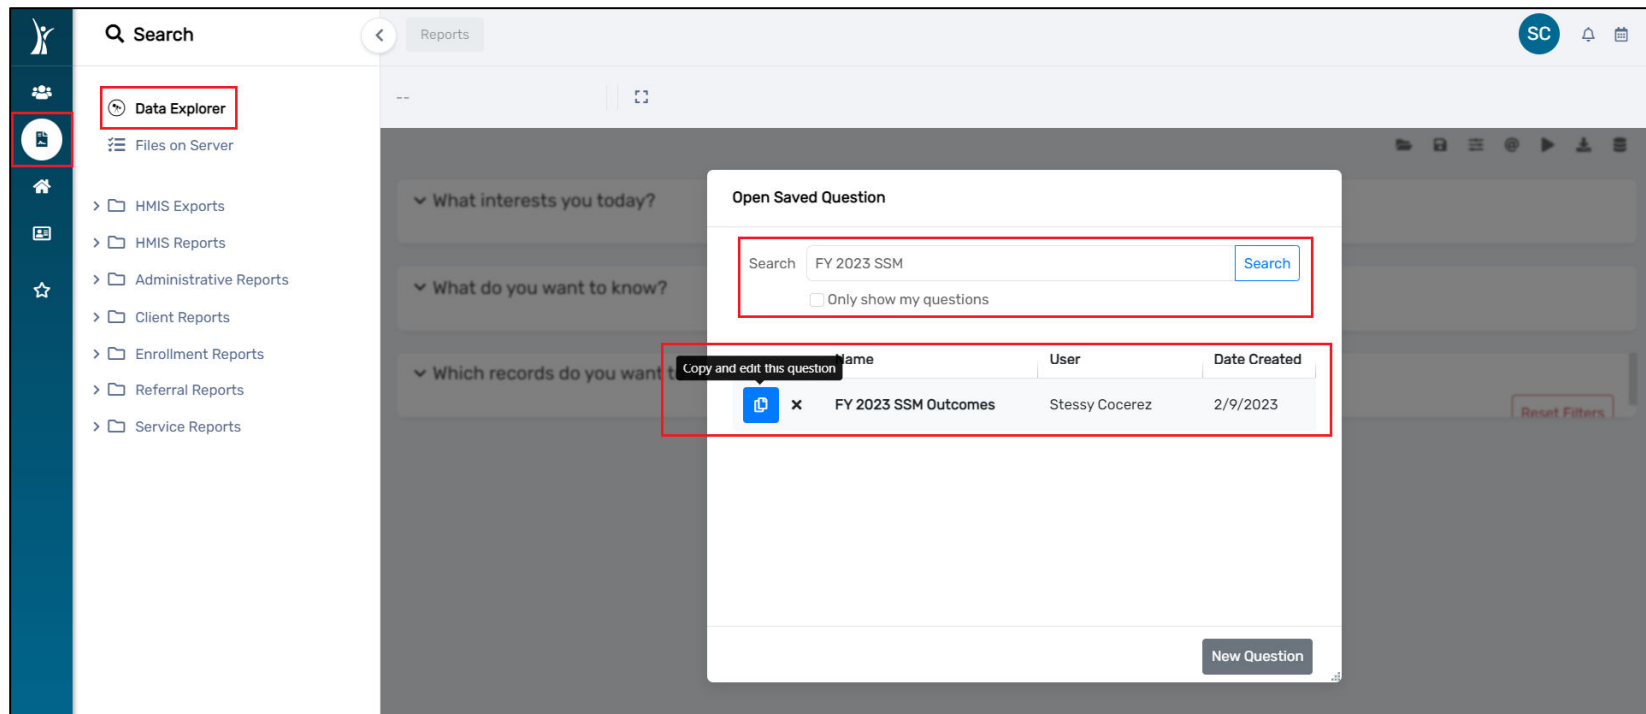 Search
Reports
SC
Data Explorer
--
Files on Server
HMIS Exports
HMIS Reports
Administrative Reports
Client Reports
Enrollment Reports
Referral Reports
Service Reports
What interests you today?
What do you want to know?
Which records do you want t
Reset Filters
Open Saved Question
Search FY 2023 SSM Search
Only show my questions
Name User Date Created
Copy and edit this question
FY 2023 SSM Outcomes Stessy Cocerez 2/9/2023
New Question